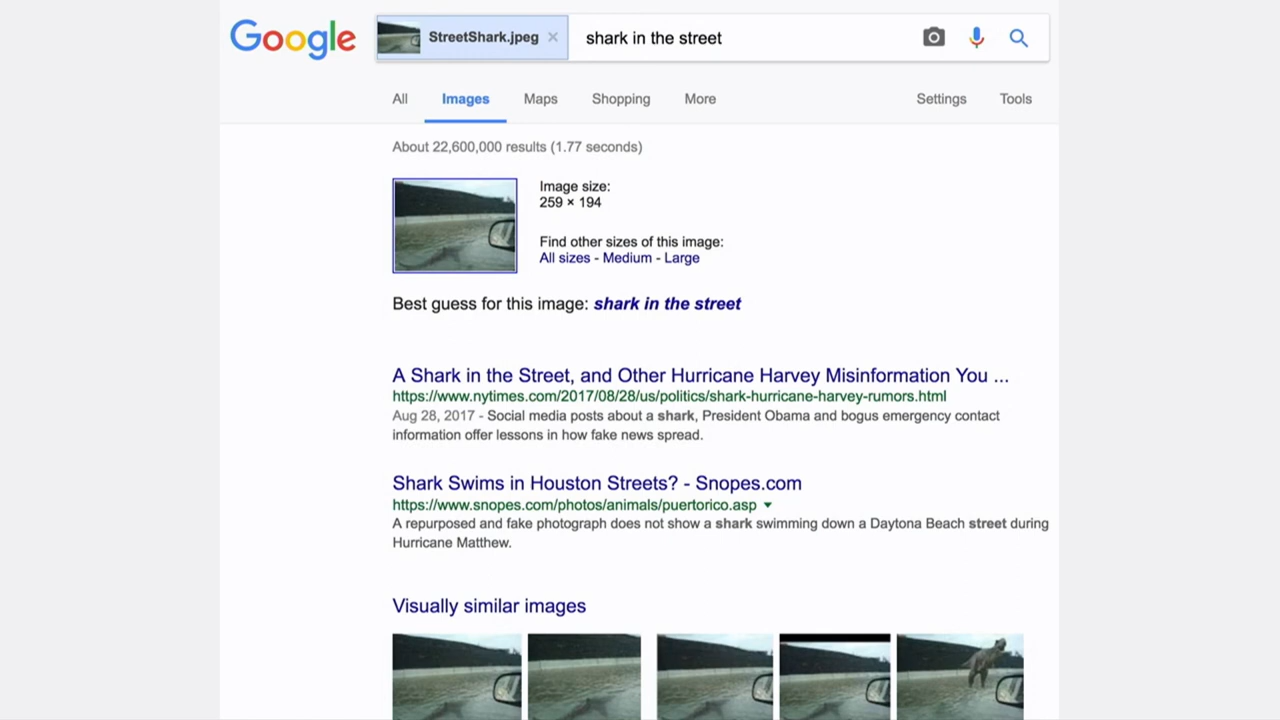 Google
StreetShark.jpeg × shark in the street
All Images Maps Shopping More Settings Tools
About 22,600,000 results (1.77 seconds)
Image size:
259 × 194
Find other sizes of this image:
All sizes - Medium - Large
Best guess for this image: shark in the street
A Shark in the Street, and Other Hurricane Harvey Misinformation You ...
https://www.nytimes.com/2017/08/28/us/politics/shark-hurricane-harvey-rumors.html
Aug 28, 2017 - Social media posts about a shark, President Obama and bogus emergency contact
information offer lessons in how fake news spread.
Shark Swims in Houston Streets? - Snopes.com
https://www.snopes.com/photos/animals/puertorico.asp
A repurposed and fake photograph does not show a shark swimming down a Daytona Beach street during
Hurricane Matthew.
Visually similar images